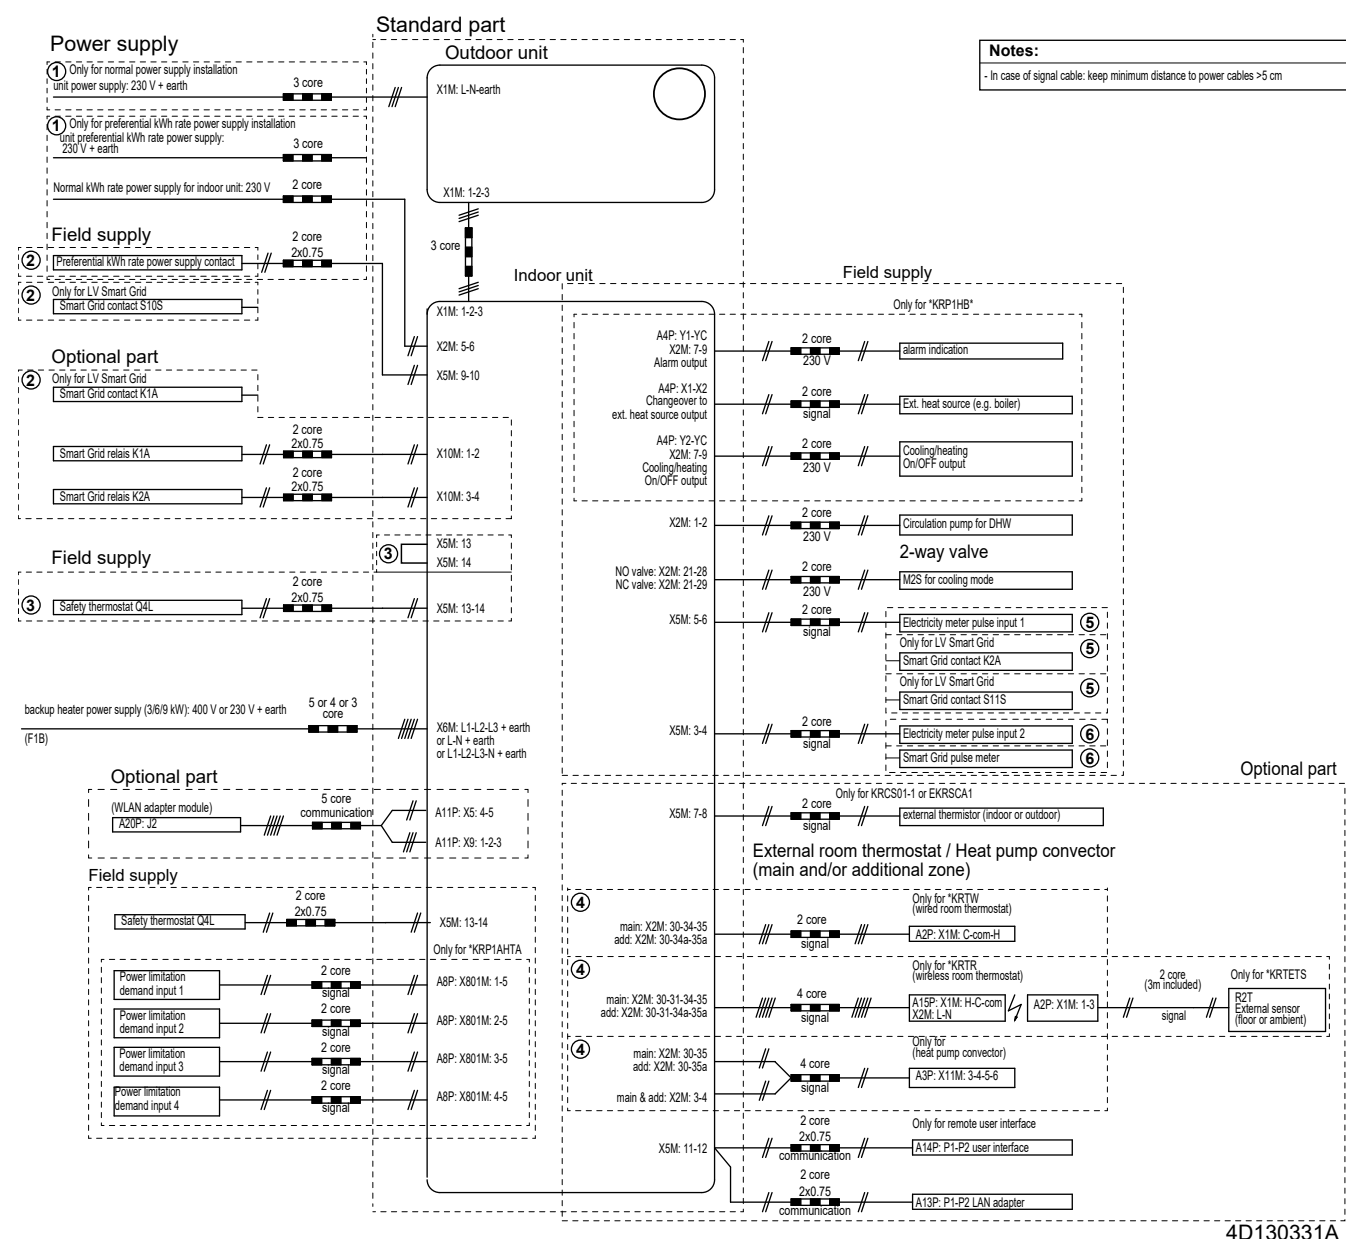 Standard part
Power supply
Outdoor unit
Notes:
- In case of signal cable: keep minimum distance to power cables >5 cm
1 Only for normal power supply installation
unit power supply: 230 V + earth
3 core
X1M: L-N-earth
1 Only for preferential kWh rate power supply installation
unit preferential kWh rate power supply:
230 V + earth
3 core
Normal kWh rate power supply for indoor unit: 230 V
2 core
X1M: 1-2-3
3 core
Field supply
2 core
2x0.75
2 Preferential kWh rate power supply contact
2 Only for LV Smart Grid
Smart Grid contact S10S
Indoor unit
X1M: 1-2-3
X2M: 5-6
X5M: 9-10
Optional part
2 Only for LV Smart Grid
Smart Grid contact K1A
2 core
2x0.75
Smart Grid relais K1A
X10M: 1-2
2 core
2x0.75
Smart Grid relais K2A
X10M: 3-4
3
X5M: 13
X5M: 14
Field supply
2 core
2x0.75
3 Safety thermostat Q4L
X5M: 13-14
backup heater power supply (3/6/9 kW): 400 V or 230 V + earth
(F1B)
5 or 4 or 3
core
X6M: L1-L2-L3 + earth
or L-N + earth
or L1-L2-L3-N + earth
Optional part
(WLAN adapter module)
A20P: J2
5 core
communication
A11P: X5: 4-5
A11P: X9: 1-2-3
Field supply
2 core
2x0.75
Safety thermostat Q4L
X5M: 13-14
Only for *KRP1AHTA
Power limitation
demand input 1
2 core
signal
A8P: X801M: 1-5
Power limitation
demand input 2
2 core
signal
A8P: X801M: 2-5
Power limitation
demand input 3
2 core
signal
A8P: X801M: 3-5
Power limitation
demand input 4
2 core
signal
A8P: X801M: 4-5
Field supply
Only for *KRP1HB*
A4P: Y1-YC
X2M: 7-9
Alarm output
2 core
230 V
alarm indication
A4P: X1-X2
Changeover to
ext. heat source output
2 core
signal
Ext. heat source (e.g. boiler)
A4P: Y2-YC
X2M: 7-9
Cooling/heating
On/OFF output
2 core
230 V
Cooling/heating
On/OFF output
X2M: 1-2
2 core
230 V
Circulation pump for DHW
2-way valve
NO valve: X2M: 21-28
NC valve: X2M: 21-29
2 core
230 V
M2S for cooling mode
X5M: 5-6
2 core
signal
Electricity meter pulse input 1 5
Only for LV Smart Grid
Smart Grid contact K2A
5
Only for LV Smart Grid
Smart Grid contact S11S
5
X5M: 3-4
2 core
signal
Electricity meter pulse input 2 6
Smart Grid pulse meter 6
Optional part
Only for KRCS01-1 or EKRSCA1
X5M: 7-8
2 core
signal
external thermistor (indoor or outdoor)
External room thermostat / Heat pump convector
(main and/or additional zone)
4
Only for *KRTW
(wired room thermostat)
main: X2M: 30-34-35
add: X2M: 30-34a-35a
2 core
signal
A2P: X1M: C-com-H
4
Only for *KRTR
(wireless room thermostat)
main: X2M: 30-31-34-35
add: X2M: 30-31-34a-35a
4 core
signal
A15P: X1M: H-C-com
X2M: L-N
A2P: X1M: 1-3
2 core
(3m included)
signal
Only for *KRTETS
R2T
External sensor
(floor or ambient)
4
Only for
(heat pump convector)
main: X2M: 30-35
add: X2M: 30-35a
main & add: X2M: 3-4
4 core
signal
A3P: X11M: 3-4-5-6
Only for remote user interface
X5M: 11-12
2 core
2x0.75
communication
A14P: P1-P2 user interface
2 core
2x0.75
communication
A13P: P1-P2 LAN adapter
4D130331A